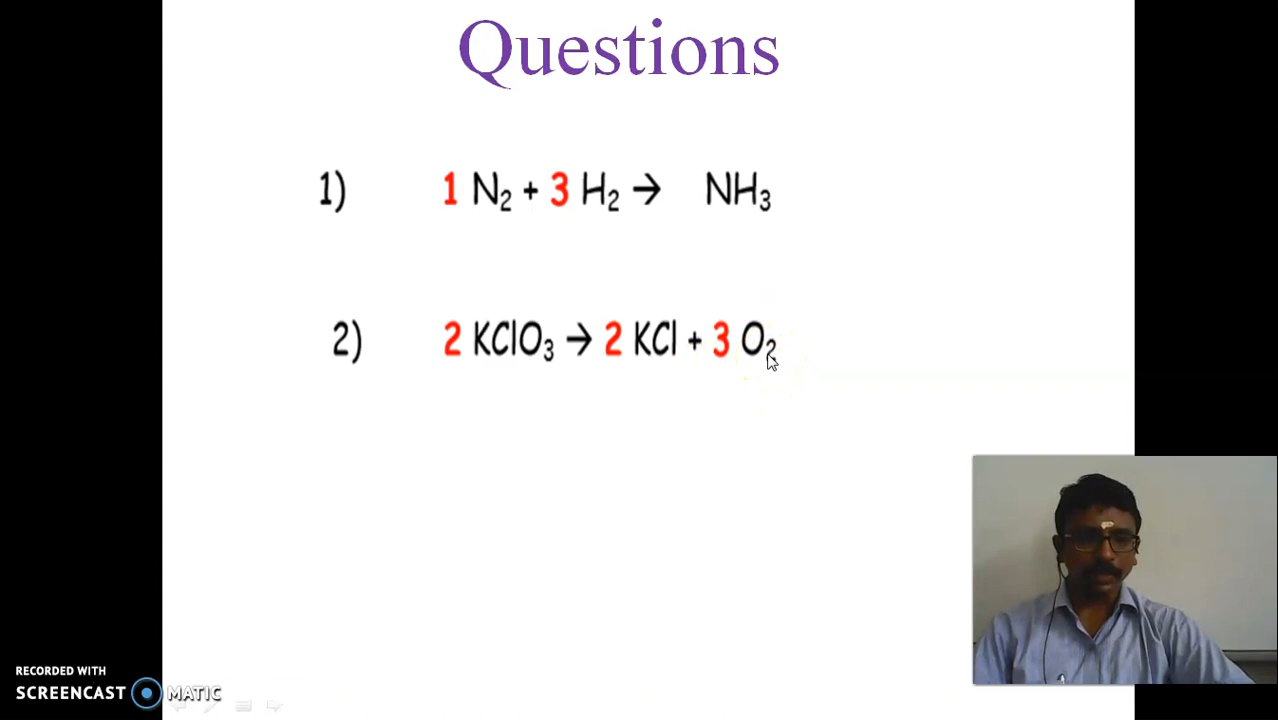 Questions
1) 1 N₂ + 3 H₂ → NH₃
2) 2 KClO₃ → 2 KCl + 3 O₂
RECORDED WITH
SCREENCAST MATIC